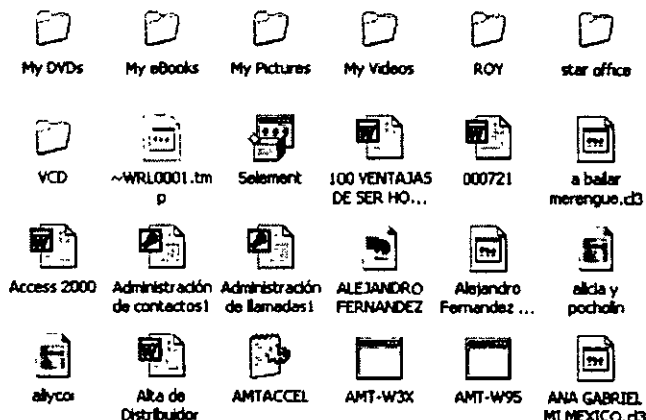 My DVDs
My eBooks
My Pictures
My Videos
ROY
star office
VCD
~WRL0001.tm
p
Selement
100 VENTAJAS
DE SER HO...
000721
a bailar
merengue.cl3
Access 2000
Administración
de contactos1
Administración
de llamadas1
ALEJANDRO
FERNANDEZ
Alejandro
Fernandez ...
alicia y
pocholin
allycor
Alta de
Distribuidor
AMTACCEL
AMT-W3X
AMT-W95
ANA GABRIEL
MI MEXICO.cl3